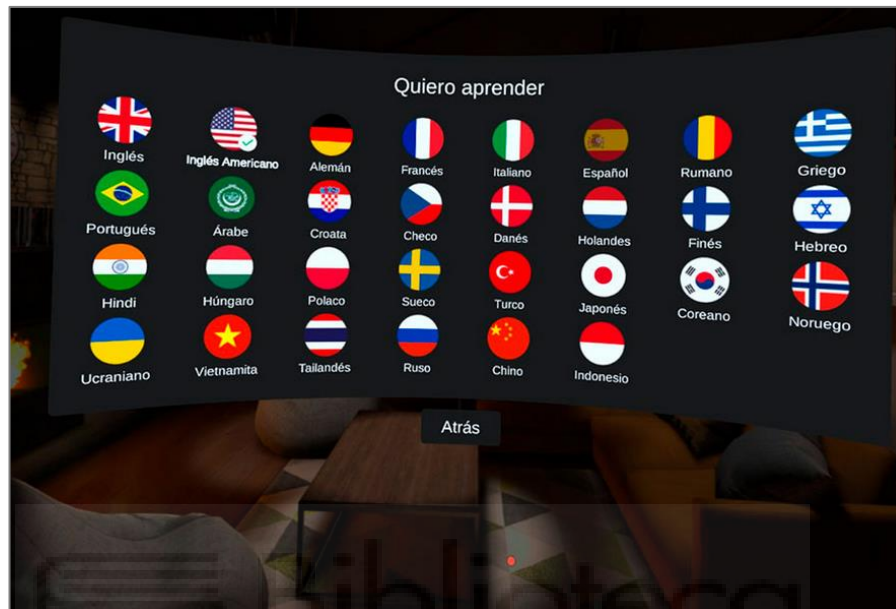 Quiero aprender
Inglés Inglés Americano Alemán Francés Italiano Español Rumano Griego
Portugués Árabe Croata Checo Danés Holandes Finés Hebreo
Hindi Húngaro Polaco Sueco Turco Japonés Coreano Noruego
Ucraniano Vietnamita Tailandés Ruso Chino Indonesio
Atrás
Biblioteca